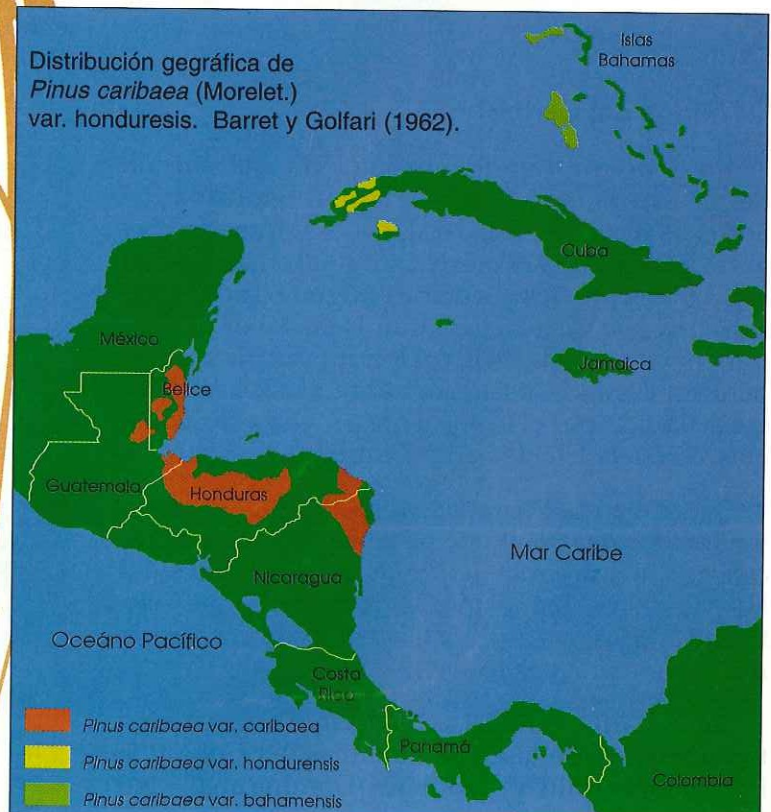 Distribución gegráfica de
Pinus caribaea (Morelet.)
var. honduresis. Barret y Golfari (1962).
Islas
Bahamas
Cuba
México
Jamaica
Belice
Guatemala
Honduras
Mar Caribe
Nicaragua
Oceáno Pacífico
Costa
Rica
Panamá
Colombia
Pinus caribaea var. caribaea
Pinus caribaea var. hondurensis
Pinus caribaea var. bahamensis